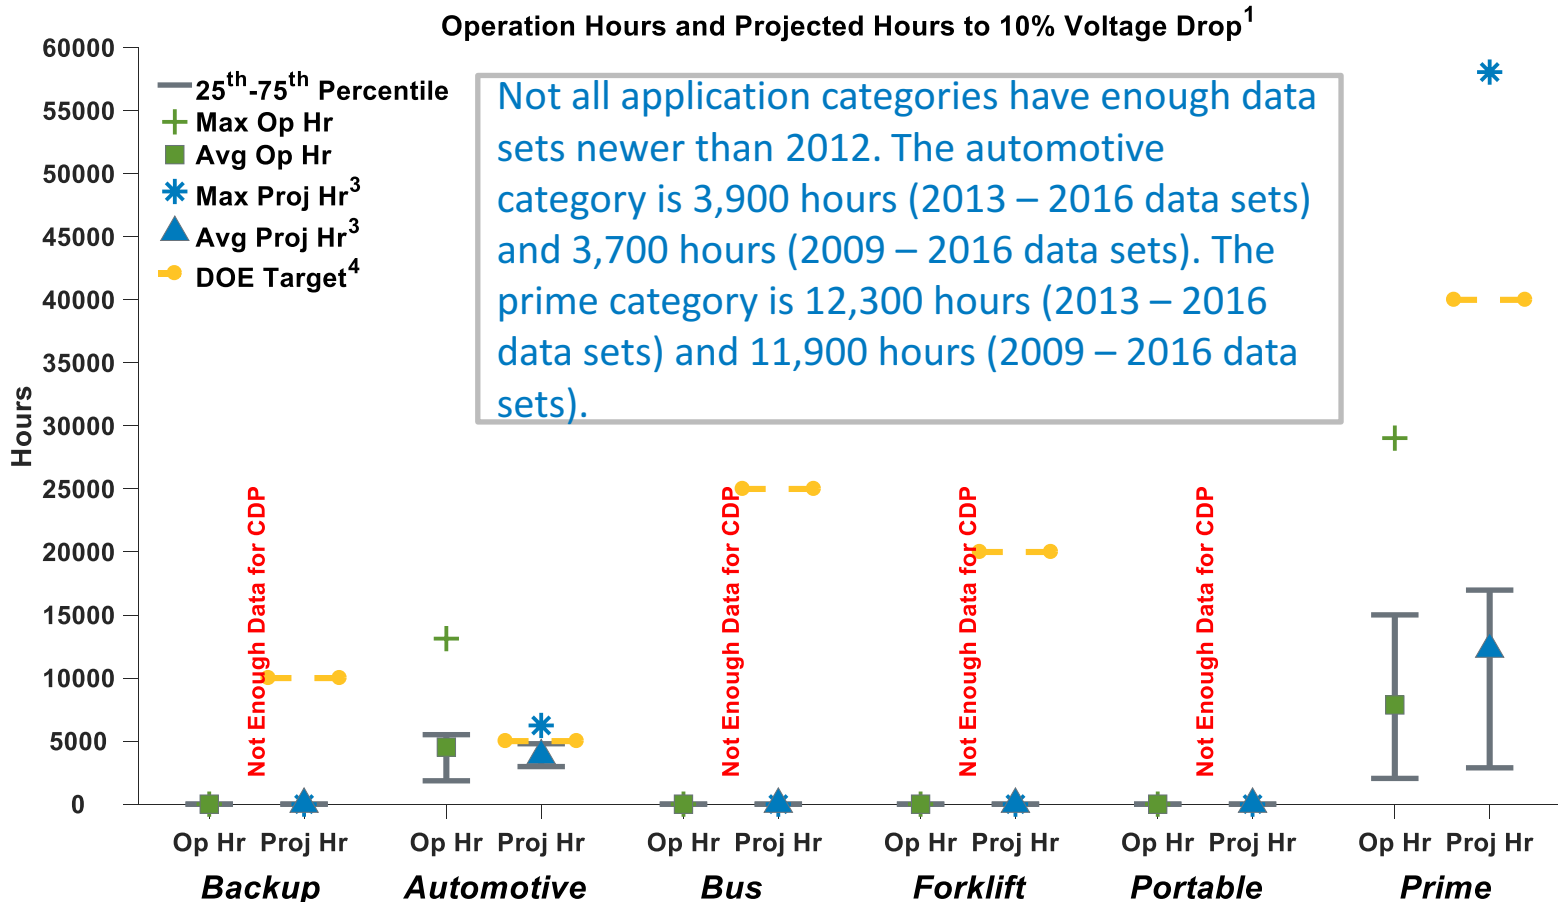 Operation Hours and Projected Hours to 10% Voltage Drop1
60000
55000
50000
45000
40000
35000
30000
25000
20000
15000
10000
5000
0
Hours
25th-75th Percentile
Max Op Hr
Avg Op Hr
Max Proj Hr3
Avg Proj Hr3
DOE Target4
Not all application categories have enough data
sets newer than 2012. The automotive
category is 3,900 hours (2013 – 2016 data sets)
and 3,700 hours (2009 – 2016 data sets). The
prime category is 12,300 hours (2013 – 2016
data sets) and 11,900 hours (2009 – 2016 data
sets).
Not Enough Data for CDP
Not Enough Data for CDP
Not Enough Data for CDP
Not Enough Data for CDP
Op Hr Proj Hr Op Hr Proj Hr Op Hr Proj Hr Op Hr Proj Hr Op Hr Proj Hr Op Hr Proj Hr
Backup Automotive Bus Forklift Portable Prime